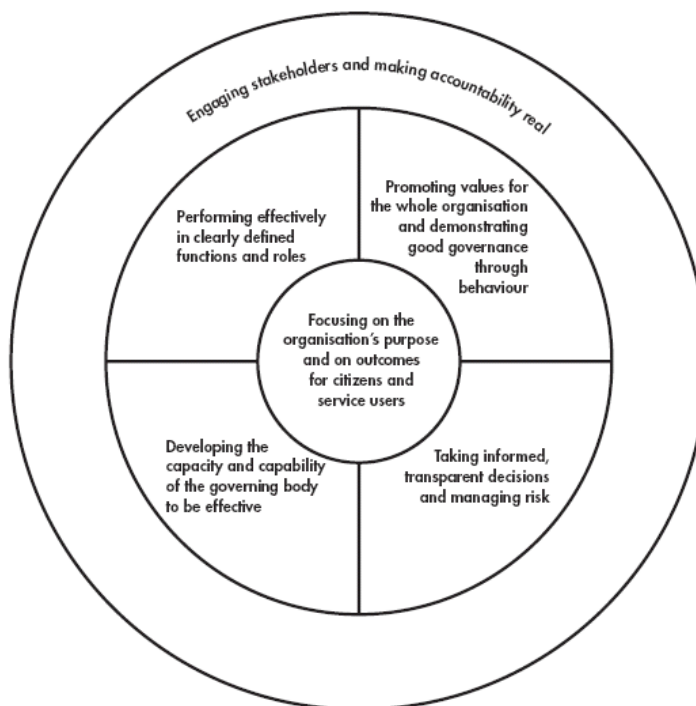 Engaging stakeholders and making accountability real
Performing effectively
in clearly defined
functions and roles
Promoting values for
the whole organisation
and demonstrating
good governance
through
behaviour
Focusing on the
organisation's purpose
and on outcomes
for citizens and
service users
Developing the
capacity and capability
of the governing body
to be effective
Taking informed,
transparent decisions
and managing risk